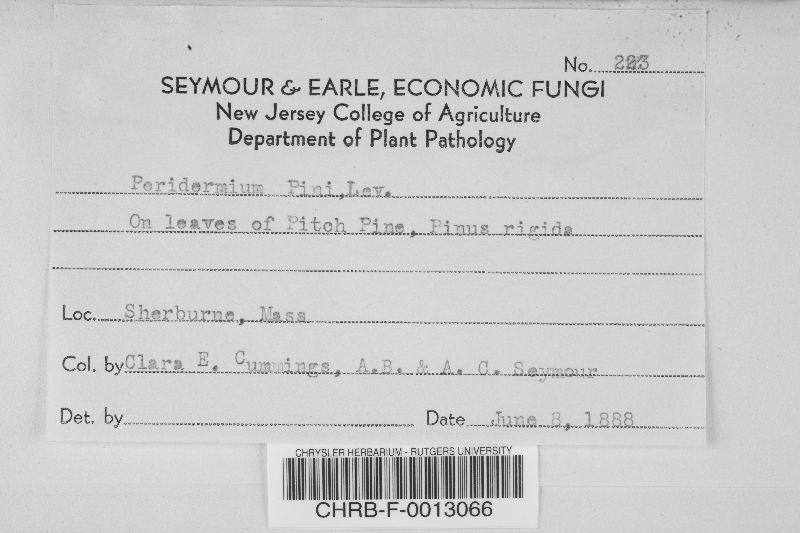 No. 223
SEYMOUR & EARLE, ECONOMIC FUNGI
New Jersey College of Agriculture
Department of Plant Pathology
Peridermium Pini, Lev.
On leaves of Pitch Pine, Pinus rigida
Loc. Sherburne, Mass
Col. by Clara E. Cummings, A.B. & A. C. Seymour
Det. by
Date June 8, 1888
CHRYSLER HERBARIUM - RUTGERS UNIVERSITY
CHRB-F-0013066